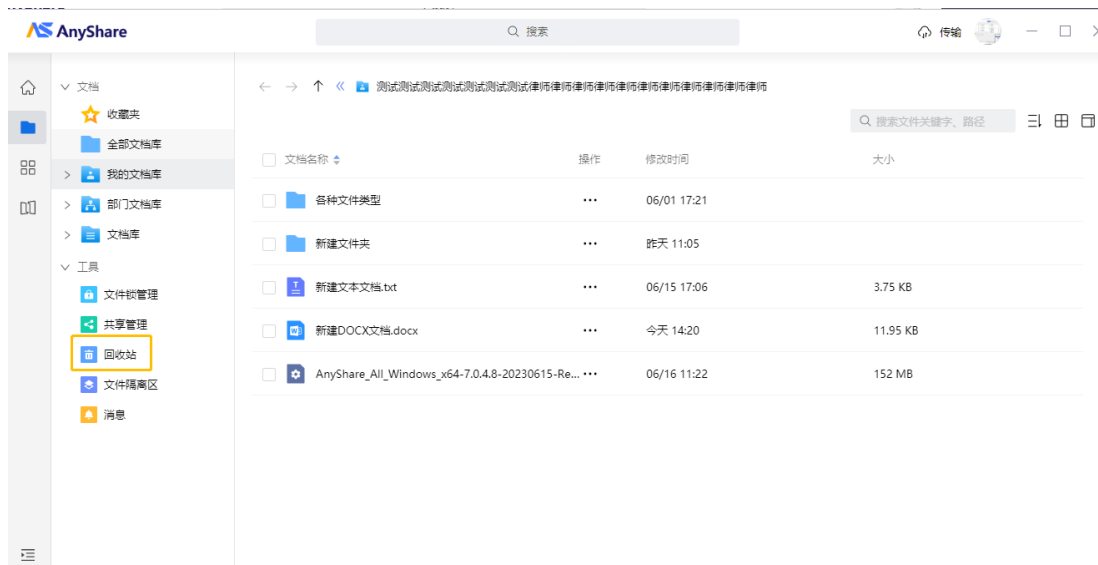 AnyShare
搜索
传输
文档
收藏夹
全部文档库
我的文档库
部门文档库
文档库
工具
文件锁管理
共享管理
回收站
文件隔离区
消息
测试测试测试测试测试测试测试律师律师律师律师律师律师律师律师律师律师律师
搜索文件关键字、路径
文档名称 操作 修改时间 大小
各种文件类型 ••• 06/01 17:21
新建文件夹 ••• 昨天 11:05
新建文本文档.txt ••• 06/15 17:06 3.75 KB
新建DOCX文档.docx ••• 今天 14:20 11.95 KB
AnyShare_All_Windows_x64-7.0.4.8-20230615-Re... ••• 06/16 11:22 152 MB